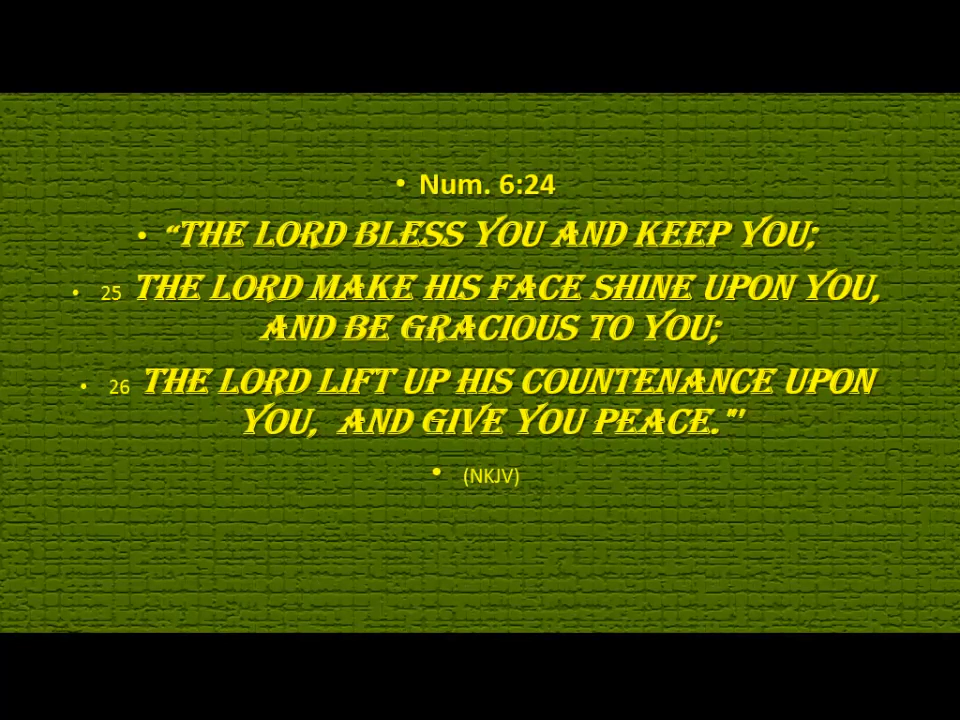 • Num. 6:24
• “THE LORD BLESS YOU AND KEEP YOU;
• 25 THE LORD MAKE HIS FACE SHINE UPON YOU,
AND BE GRACIOUS TO YOU;
• 26 THE LORD LIFT UP HIS COUNTENANCE UPON
YOU, AND GIVE YOU PEACE."'
• (NKJV)